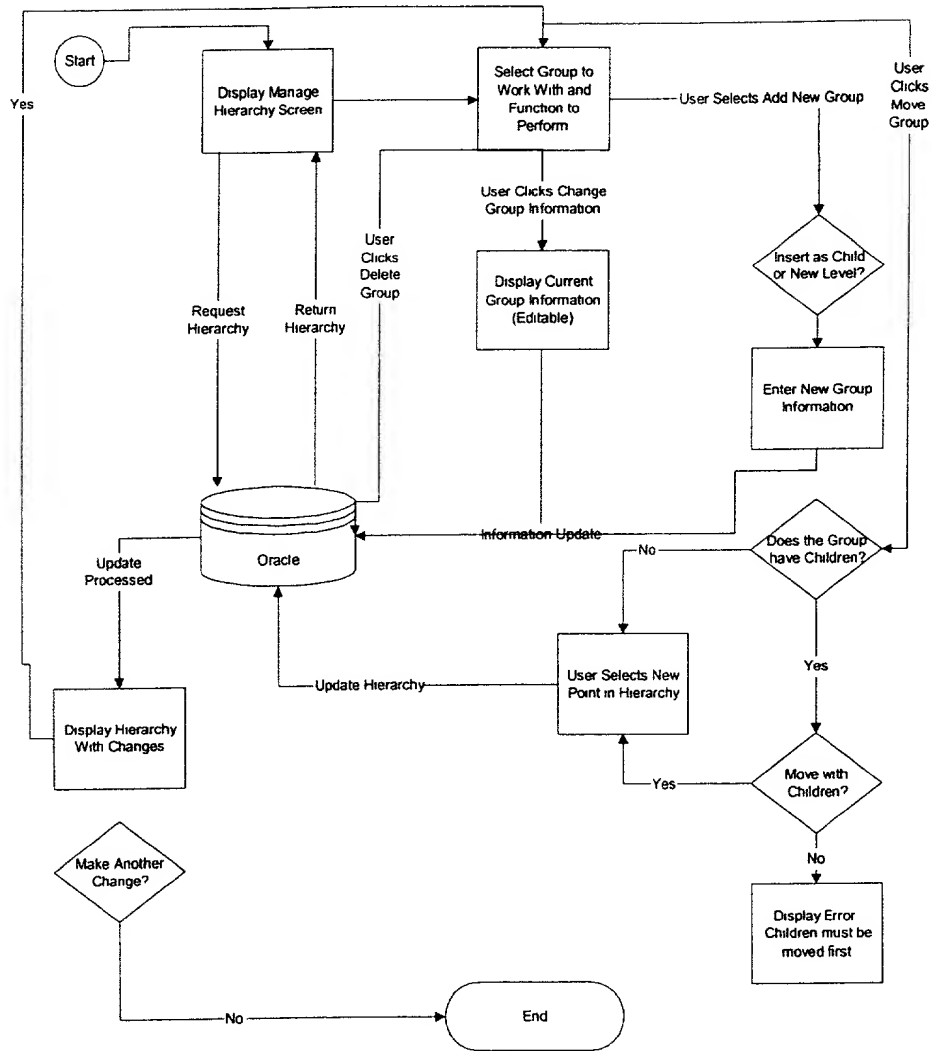 Start
Yes
Display Manage
Hierarchy Screen
Select Group to
Work With and
Function to
Perform
User Selects Add New Group
User
Clicks
Move
Group
User Clicks Change
Group Information
User
Clicks
Delete
Group
Insert as Child
or New Level?
Display Current
Group Information
(Editable)
Request
Hierarchy
Return
Hierarchy
Enter New Group
Information
Information Update
Oracle
Update
Processed
No
Does the Group
have Children?
Yes
User Selects New
Point in Hierarchy
Update Hierarchy
Display Hierarchy
With Changes
Yes
Move with
Children?
No
Make Another
Change?
Display Error
Children must be
moved first
No
End